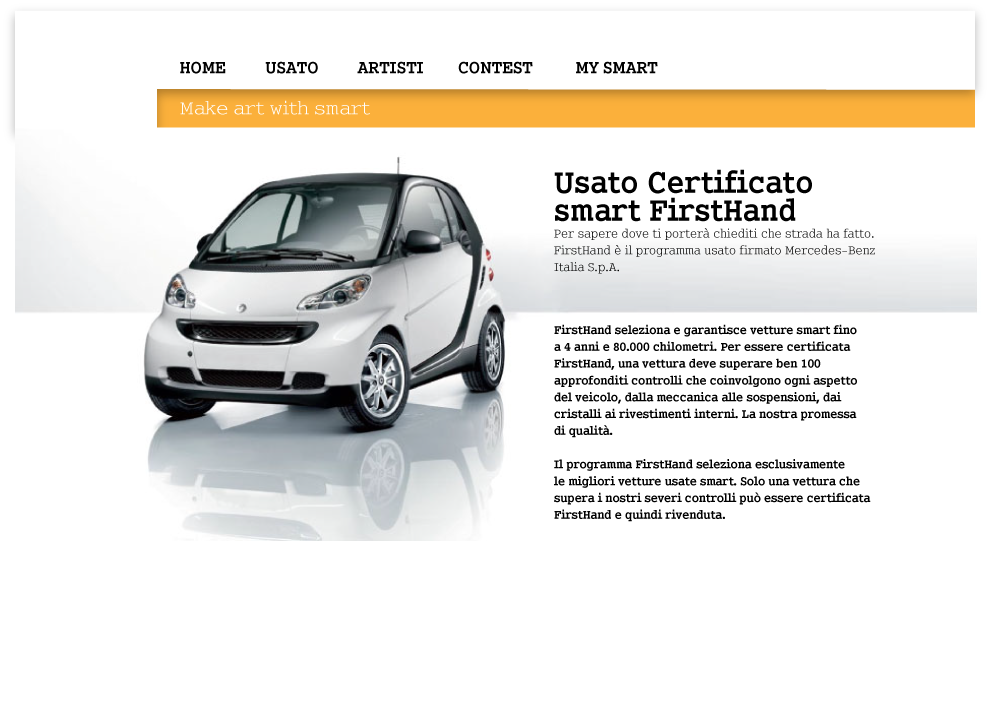 HOME USATO ARTISTI CONTEST MY SMART
Make art with smart
Usato Certificato
smart FirstHand
Per sapere dove ti porterà chiediti che strada ha fatto.
FirstHand è il programma usato firmato Mercedes-Benz
Italia S.p.A.
FirstHand seleziona e garantisce vetture smart fino
a 4 anni e 80.000 chilometri. Per essere certificata
FirstHand, una vettura deve superare ben 100
approfonditi controlli che coinvolgono ogni aspetto
del veicolo, dalla meccanica alle sospensioni, dai
cristalli ai rivestimenti interni. La nostra promessa
di qualità.
Il programma FirstHand seleziona esclusivamente
le migliori vetture usate smart. Solo una vettura che
supera i nostri severi controlli può essere certificata
FirstHand e quindi rivenduta.